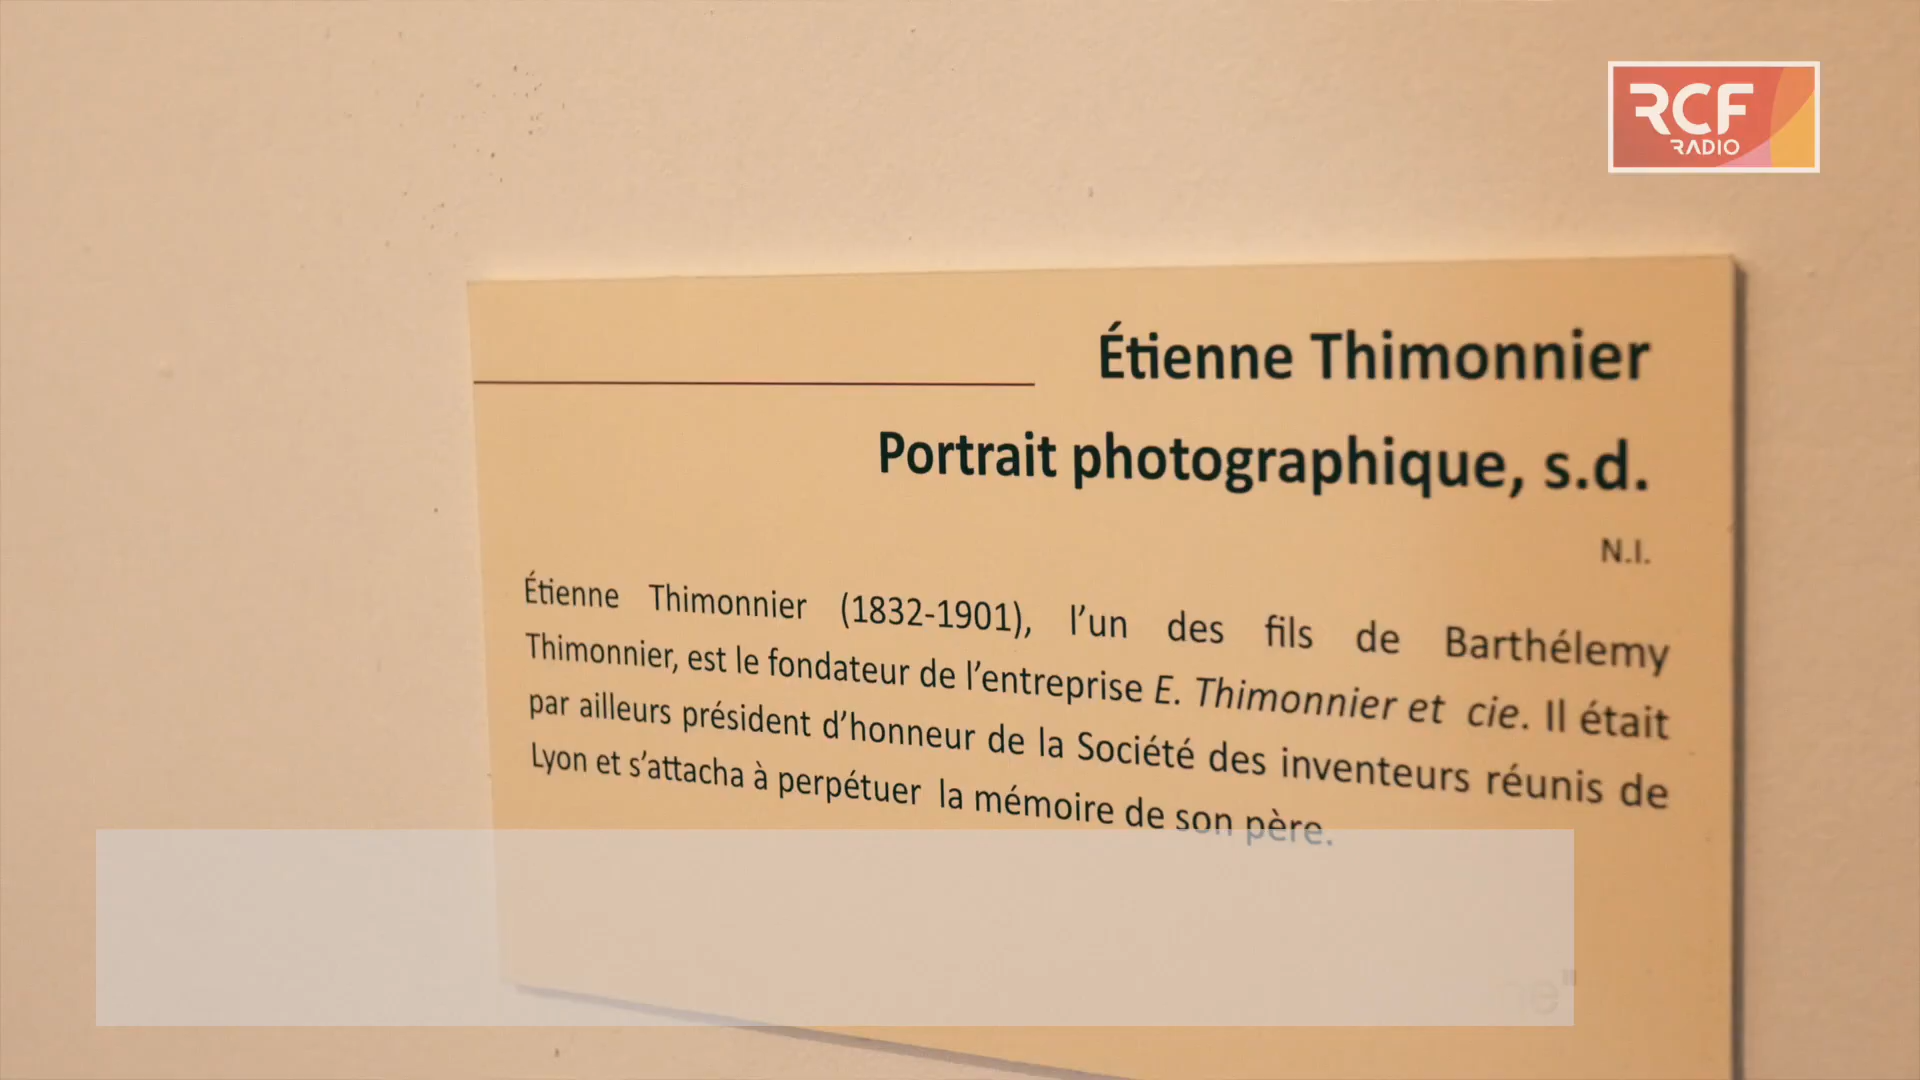 RCF
RADIO
Étienne Thimonnier
Portrait photographique, s.d.
N.I.
Étienne Thimonnier (1832-1901), l’un des fils de Barthélemy
Thimonnier, est le fondateur de l’entreprise E. Thimonnier et cie. Il était
par ailleurs président d’honneur de la Société des inventeurs réunis de
Lyon et s’attacha à perpétuer la mémoire de son père.